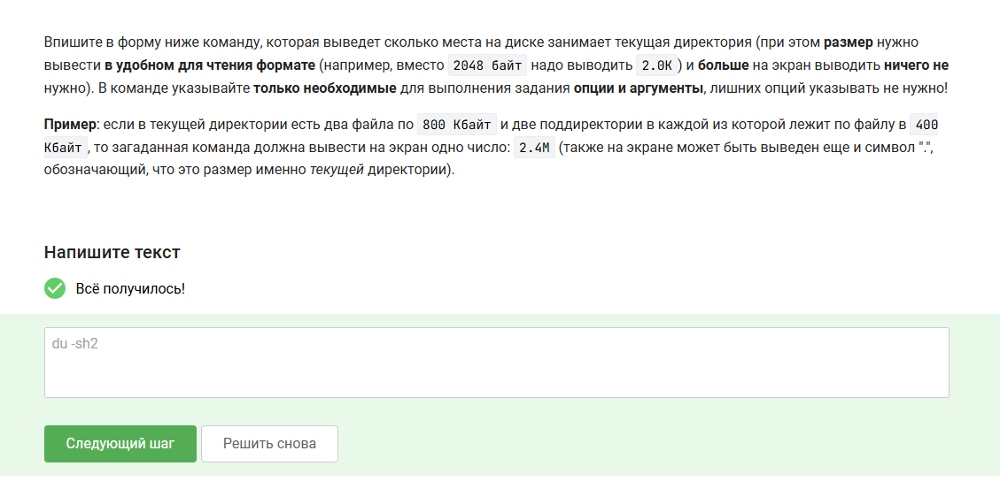 Впишите в форму ниже команду, которая выведет сколько места на диске занимает текущая директория (при этом размер нужно
вывести в удобном для чтения формате (например, вместо 2048 байт надо выводить 2.0K ) и больше на экран выводить ничего не
нужно). В команде указывайте только необходимые для выполнения задания опции и аргументы, лишних опций указывать не нужно!
Пример: если в текущей директории есть два файла по 800 Кбайт и две поддиректории в каждой из которой лежит по файлу в 400
Кбайт , то загаданная команда должна вывести на экран одно число: 2.4M (также на экране может быть выведен еще и символ ".",
обозначающий, что это размер именно текущей директории).
Напишите текст
Всё получилось!
du -sh2
Следующий шаг Решить снова